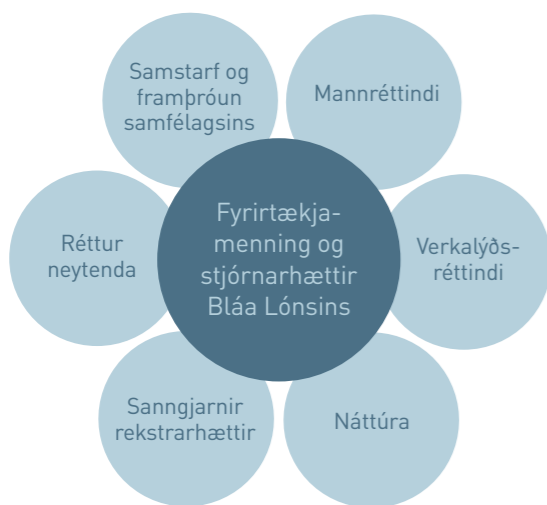 Samstarf og
framþróun
samfélagsins
Mannréttindi
Fyrirtækja-
menning og
stjórnarhættir
Bláa Lónsins
Réttur
neytenda
Verkalýðs-
réttindi
Sanngjarnir
rekstrarhættir
Náttúra